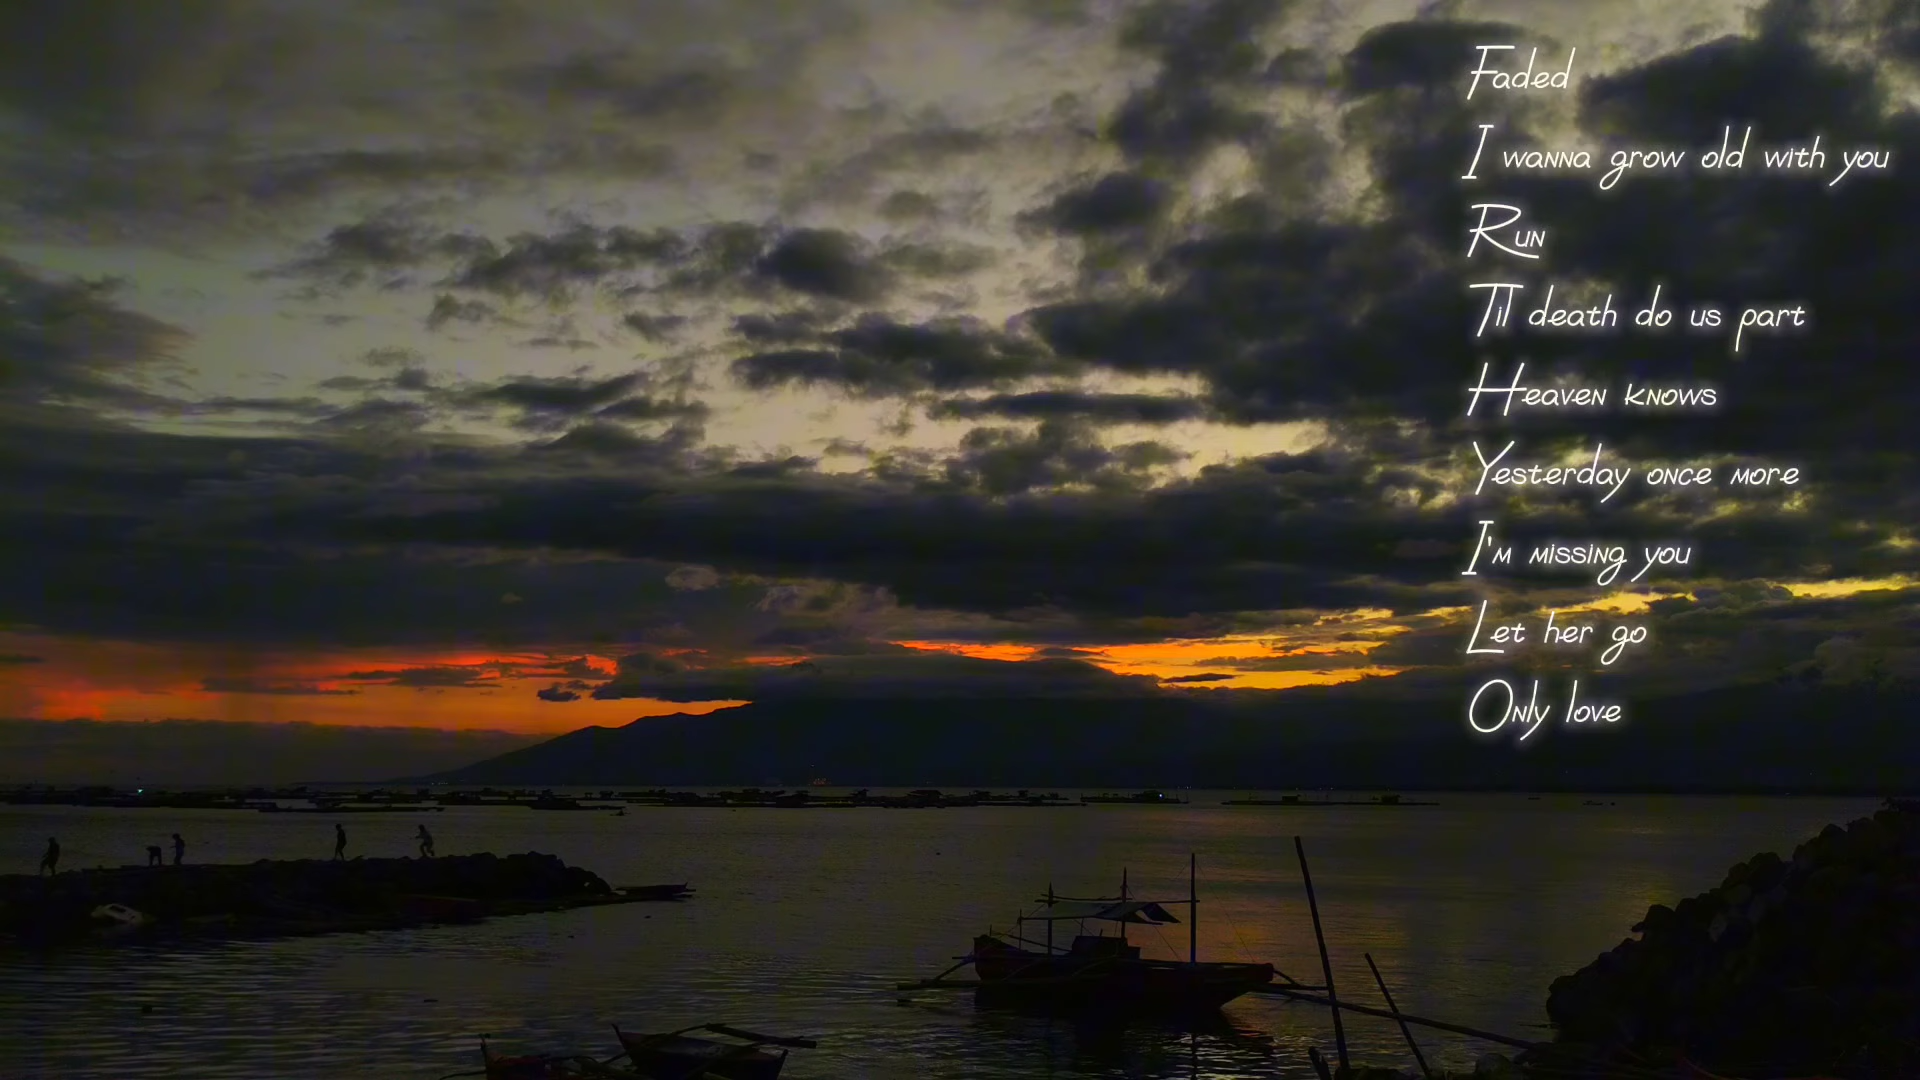 Faded
I wanna grow old with you
Run
Til death do us part
Heaven knows
Yesterday once more
I'm missing you
Let her go
Only love